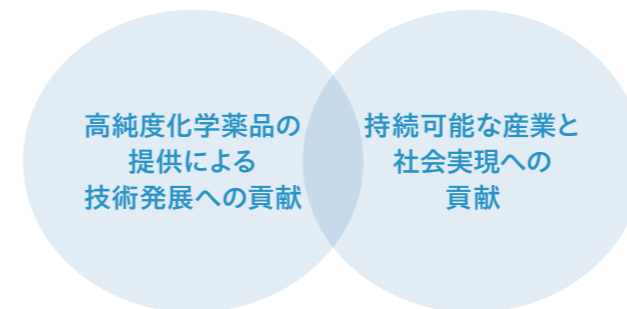 高純度化学薬品の
提供による
技術発展への貢献
持続可能な産業と
社会実現への
貢献